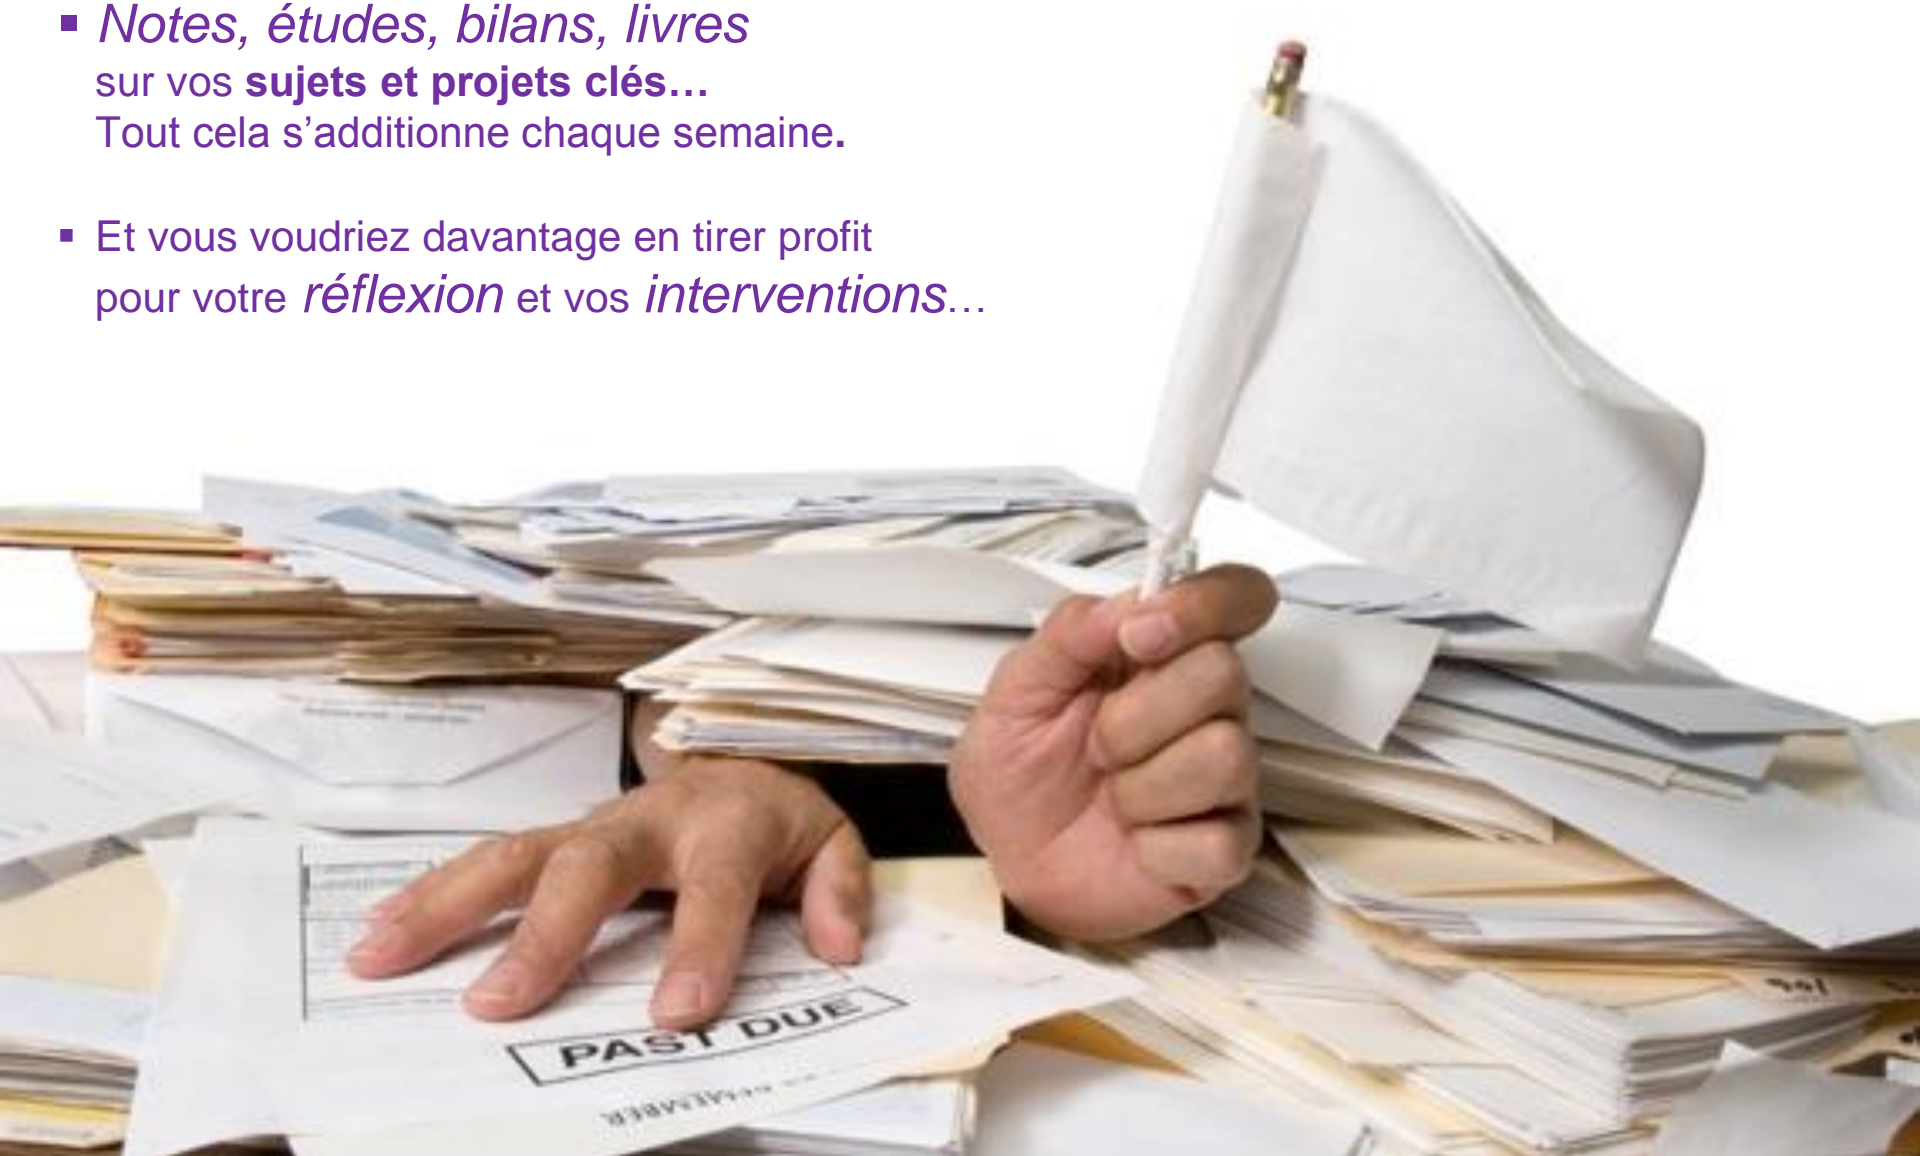 ▪ Notes, études, bilans, livres
sur vos sujets et projets clés…
Tout cela s’additionne chaque semaine.
▪ Et vous voudriez davantage en tirer profit
pour votre réflexion et vos interventions…
PAST DUE